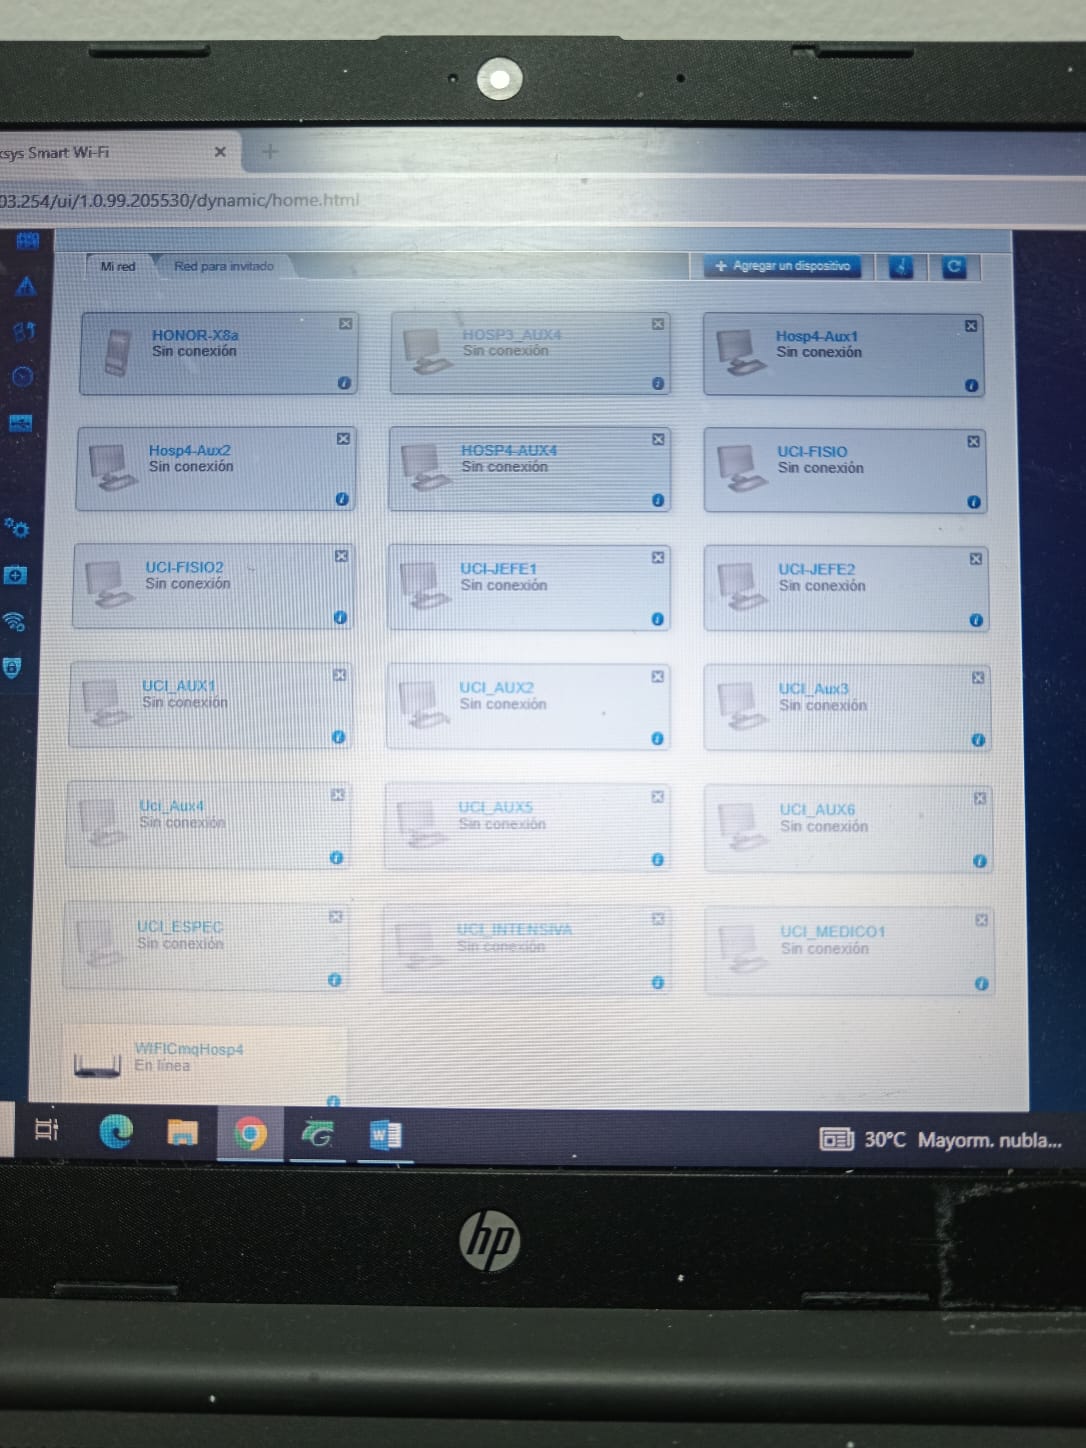 ksys Smart Wi-Fi
03.254/ui/1.0.99.205530/dynamic/home.html
Mi red
Red para invitado
+ Agregar un dispositivo
HONOR-X8a
Sin conexión
HOSP3_AUX4
Sin conexión
Hosp4-Aux1
Sin conexión
Hosp4-Aux2
Sin conexión
HOSP4-AUX4
Sin conexión
UCI-FISIO
Sin conexión
UCI-FISIO2
Sin conexión
UCI-JEFE1
Sin conexión
UCI-JEFE2
Sin conexión
UCI_AUX1
Sin conexión
UCI_AUX2
Sin conexión
UCI_Aux3
Sin conexión
Uci_Aux4
Sin conexión
UCI_AUX5
Sin conexión
UCI_AUX6
Sin conexión
UCI_ESPEC
Sin conexión
UCI_INTENSIVA
Sin conexión
UCI_MEDICO1
Sin conexión
WIFICmqHosp4
En línea
30°C Mayorm. nubla...
hp